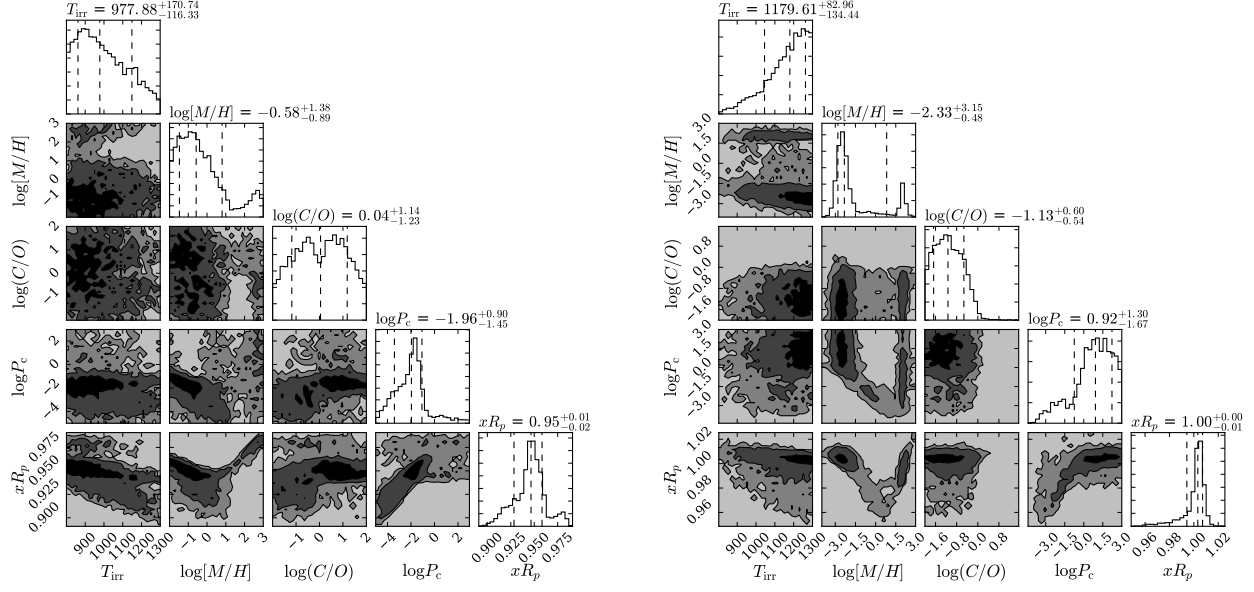 T_irr = 977.88 +170.74 −116.33
log[M/H] = −0.58 +1.38 −0.89
log(C/O) = 0.04 +1.14 −1.23
logP_c = −1.96 +0.90 −1.45
xR_p = 0.95 +0.01 −0.02
log[M/H]
3
2
1
0
−1
log(C/O)
2
1
0
−1
logP_c
2
0
−2
−4
xR_p
0.975
0.950
0.925
0.900
900 1000 1100 1200 1300
−1 0 1 2 3
−1 0 1 2
−4 −2 0 2
0.900 0.925 0.950 0.975
T_irr
log[M/H]
log(C/O)
logP_c
xR_p
T_irr = 1179.61 +82.96 −134.44
log[M/H] = −2.33 +3.15 −0.48
log(C/O) = −1.13 +0.60 −0.54
logP_c = 0.92 +1.30 −1.67
xR_p = 1.00 +0.00 −0.01
log[M/H]
3.0
1.5
0.0
−1.5
−3.0
log(C/O)
0.8
0.0
−0.8
−1.6
logP_c
3.0
1.5
0.0
−1.5
−3.0
xR_p
1.02
1.00
0.98
0.96
900 1000 1100 1200 1300
−3.0 −1.5 0.0 1.5 3.0
−1.6 −0.8 0.0 0.8
−3.0 −1.5 0.0 1.5 3.0
0.96 0.98 1.00 1.02
T_irr
log[M/H]
log(C/O)
logP_c
xR_p